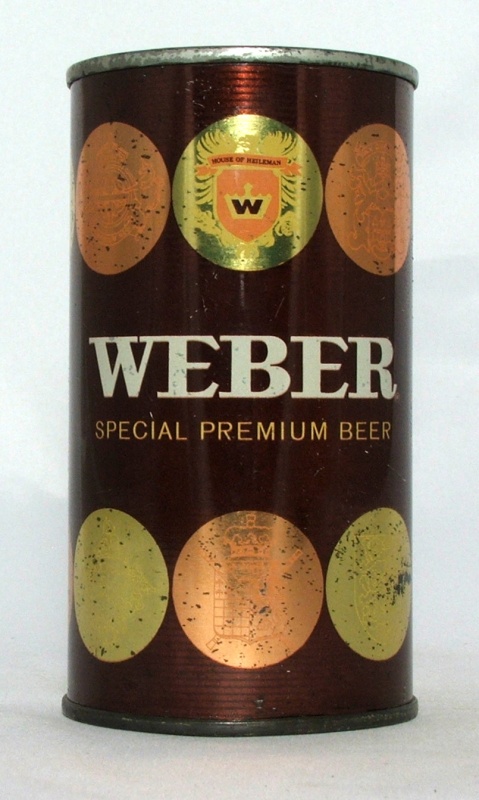 HOUSE OF HEILEMAN
W
WEBER
SPECIAL PREMIUM BEER